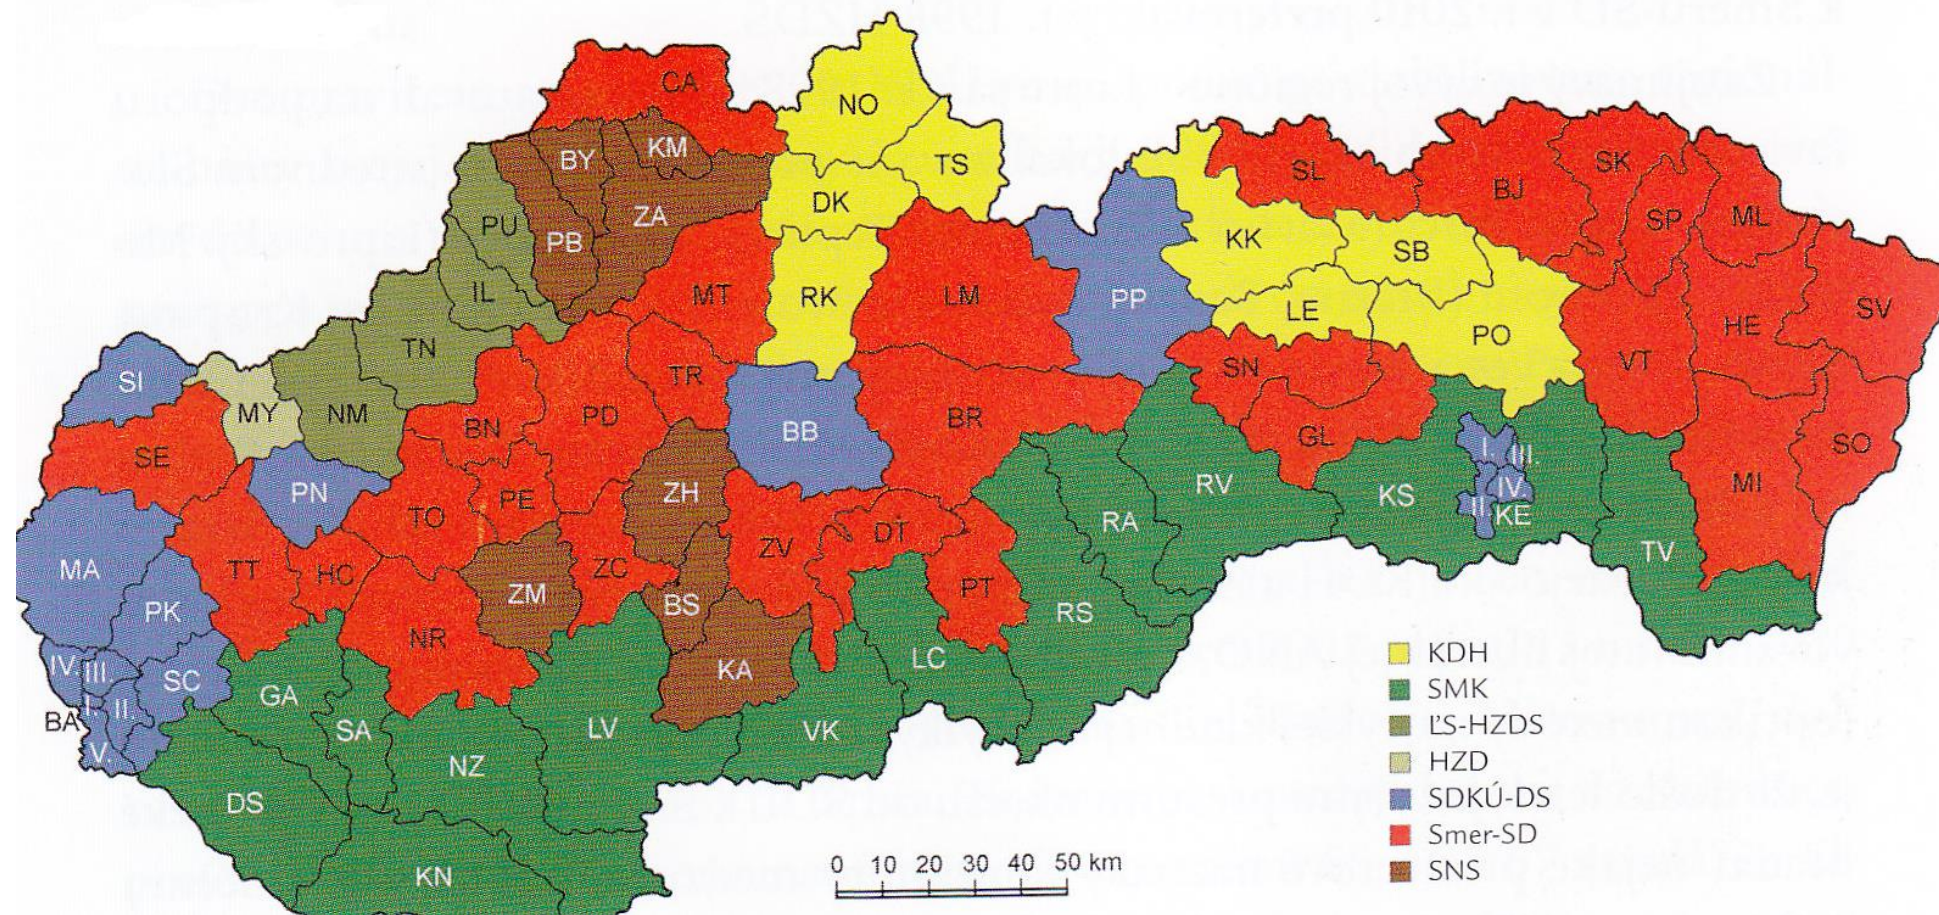 CA
NO
KM
BY
TS
SL
SK
BJ
DK
ZA
PU
SP
ML
PB
KK
SB
IL
MT
RK
LM
PP
LE
SV
HE
PO
TN
SI
TR
SN
VT
MY
NM
PD
BN
BB
BR
GL
SO
SE
I.
III.
PN
ZH
RV
KS
IV.
MI
PE
II.
TO
KE
RA
DT
ZV
TV
MA
TT
HC
ZC
PT
ZM
BS
PK
RS
NR
LC
IV.
III.
SC
KA
GA
I.
II.
BA
SA
LV
VK
V.
NZ
DS
KN
KDH
SMK
ĽS-HZDS
HZD
SDKÚ-DS
Smer-SD
SNS
0 10 20 30 40 50 km